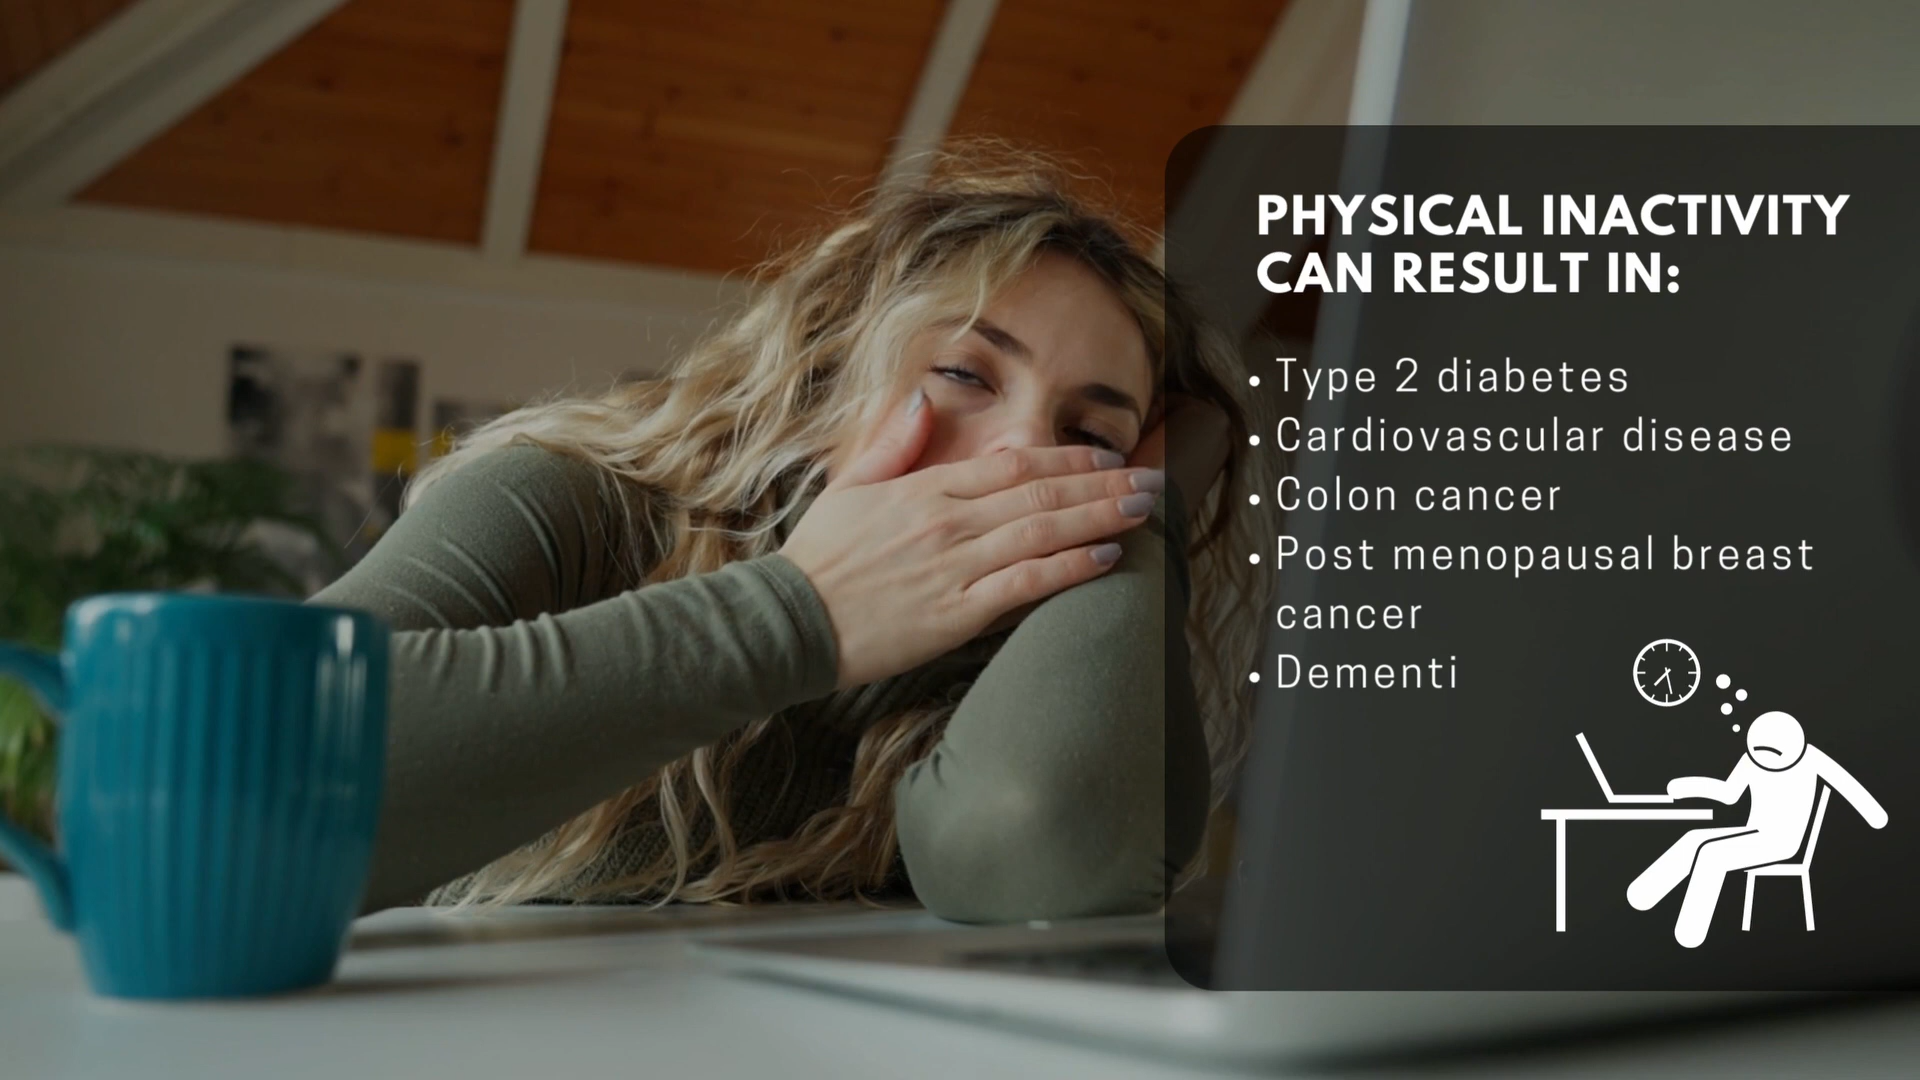 PHYSICAL INACTIVITY
CAN RESULT IN:
• Type 2 diabetes
• Cardiovascular disease
• Colon cancer
• Post menopausal breast
cancer
• Dementi